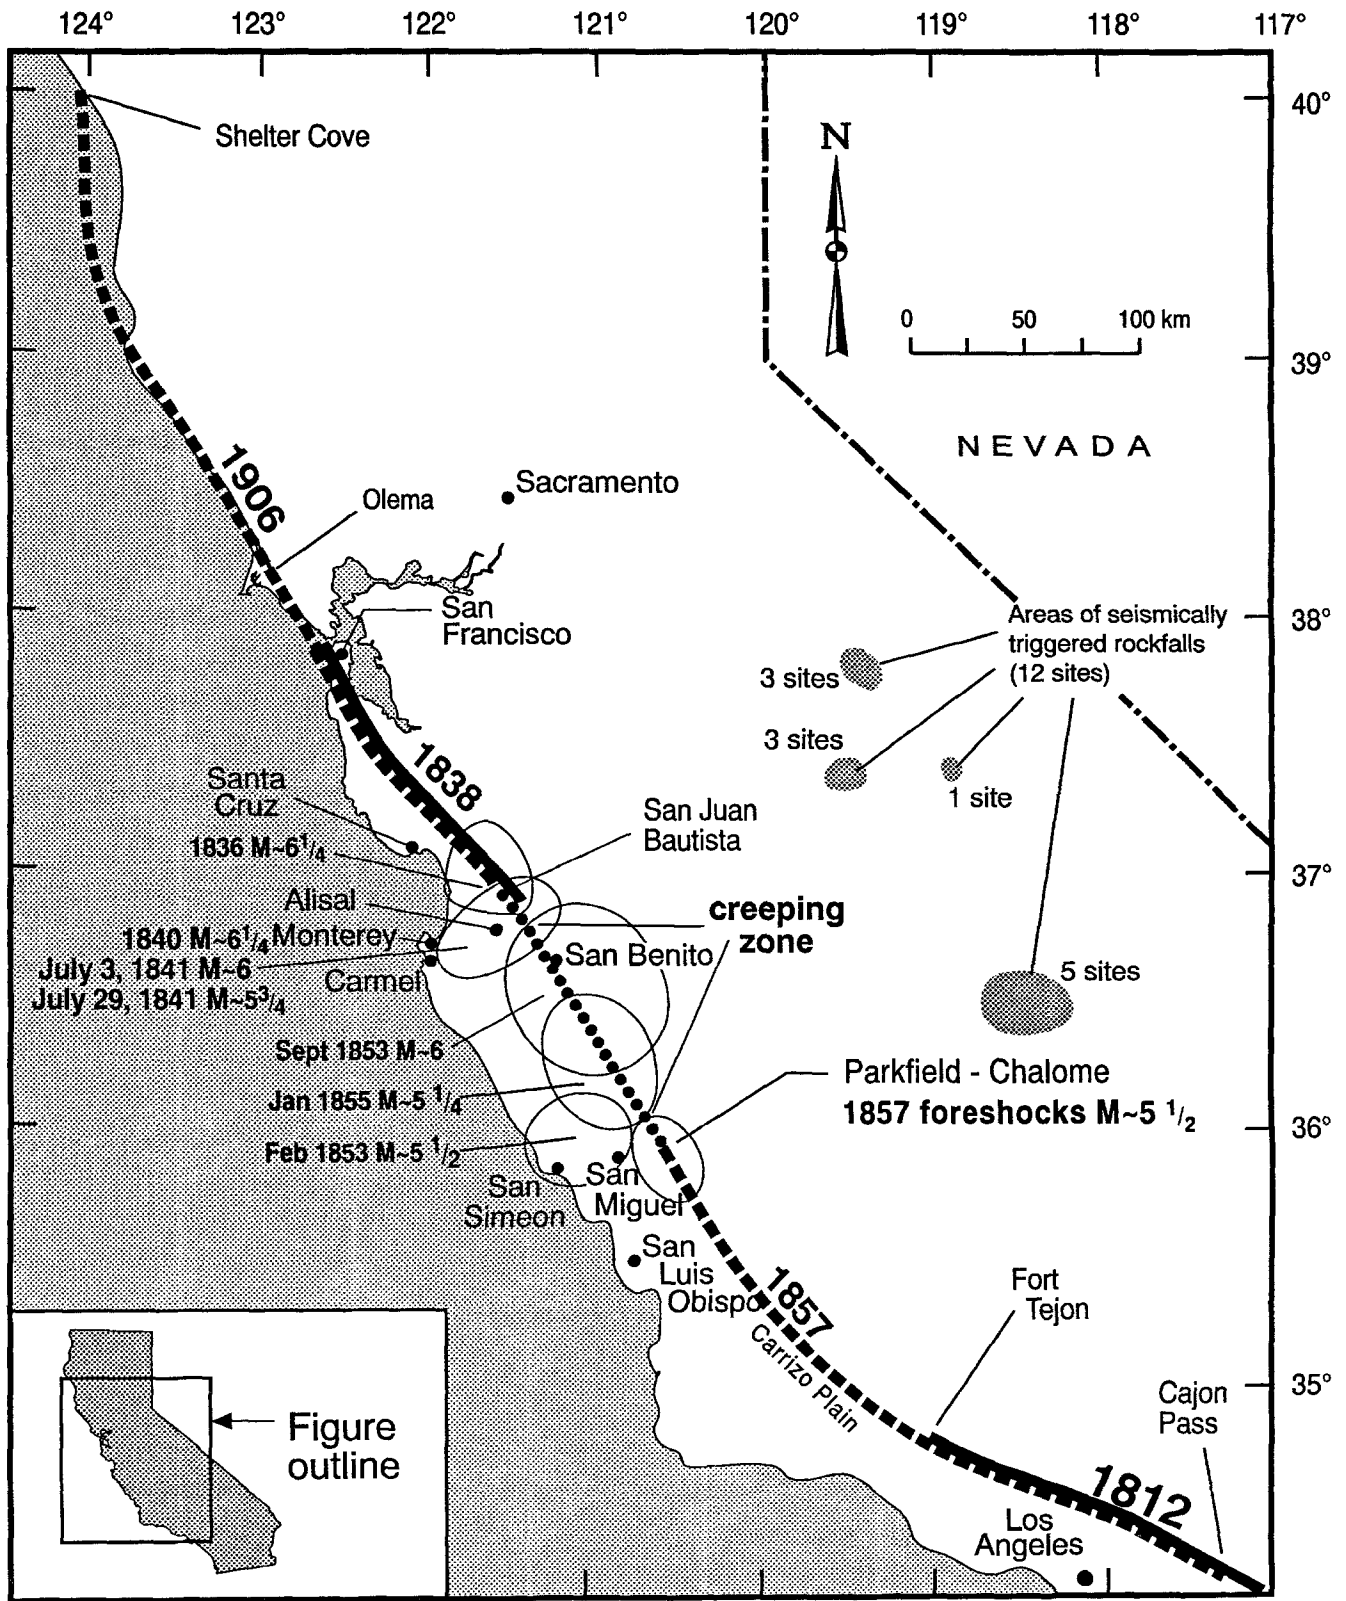 124° 123° 122° 121° 120° 119° 118° 117°
40°
Shelter Cove
N
0 50 100 km
39°
NEVADA
1906
Sacramento
Olema
San
Francisco
38°
Areas of seismically
triggered rockfalls
(12 sites)
3 sites
3 sites
1 site
1838
Santa
Cruz
San Juan
Bautista
1836 M~6 1/4
37°
Alisal
creeping
zone
1840 M~6 1/4 Monterey
San Benito
July 3, 1841 M~6
Carmel
July 29, 1841 M~5 3/4
5 sites
Sept 1853 M~6
Parkfield - Chalome
1857 foreshocks M~5 1/2
Jan 1855 M~5 1/4
36°
Feb 1853 M~5 1/2
San
Simeon
San
Miguel
San
Luis
Obispo
1857
Carrizo Plain
Fort
Tejon
35°
Cajon
Pass
1812
Los
Angeles
Figure
outline